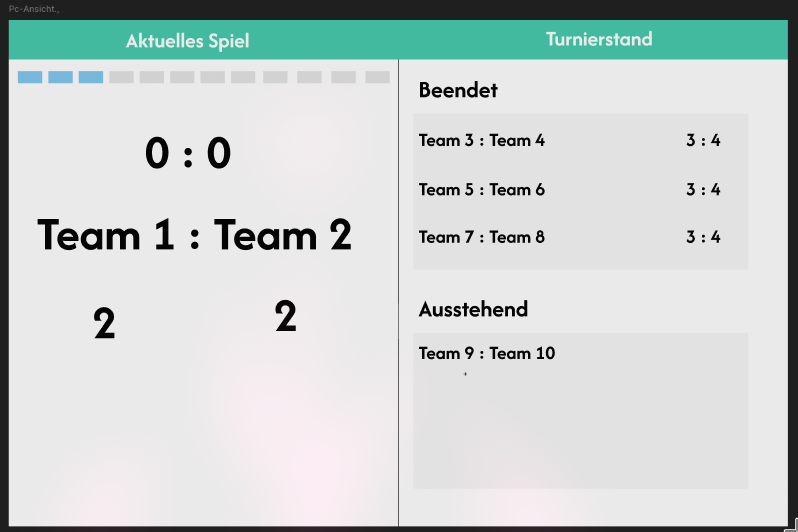 Pc-Ansicht.,
Aktuelles Spiel
0 : 0
Team 1 : Team 2
2 2
Turnierstand
Beendet
Team 3 : Team 4 3 : 4
Team 5 : Team 6 3 : 4
Team 7 : Team 8 3 : 4
Ausstehend
Team 9 : Team 10